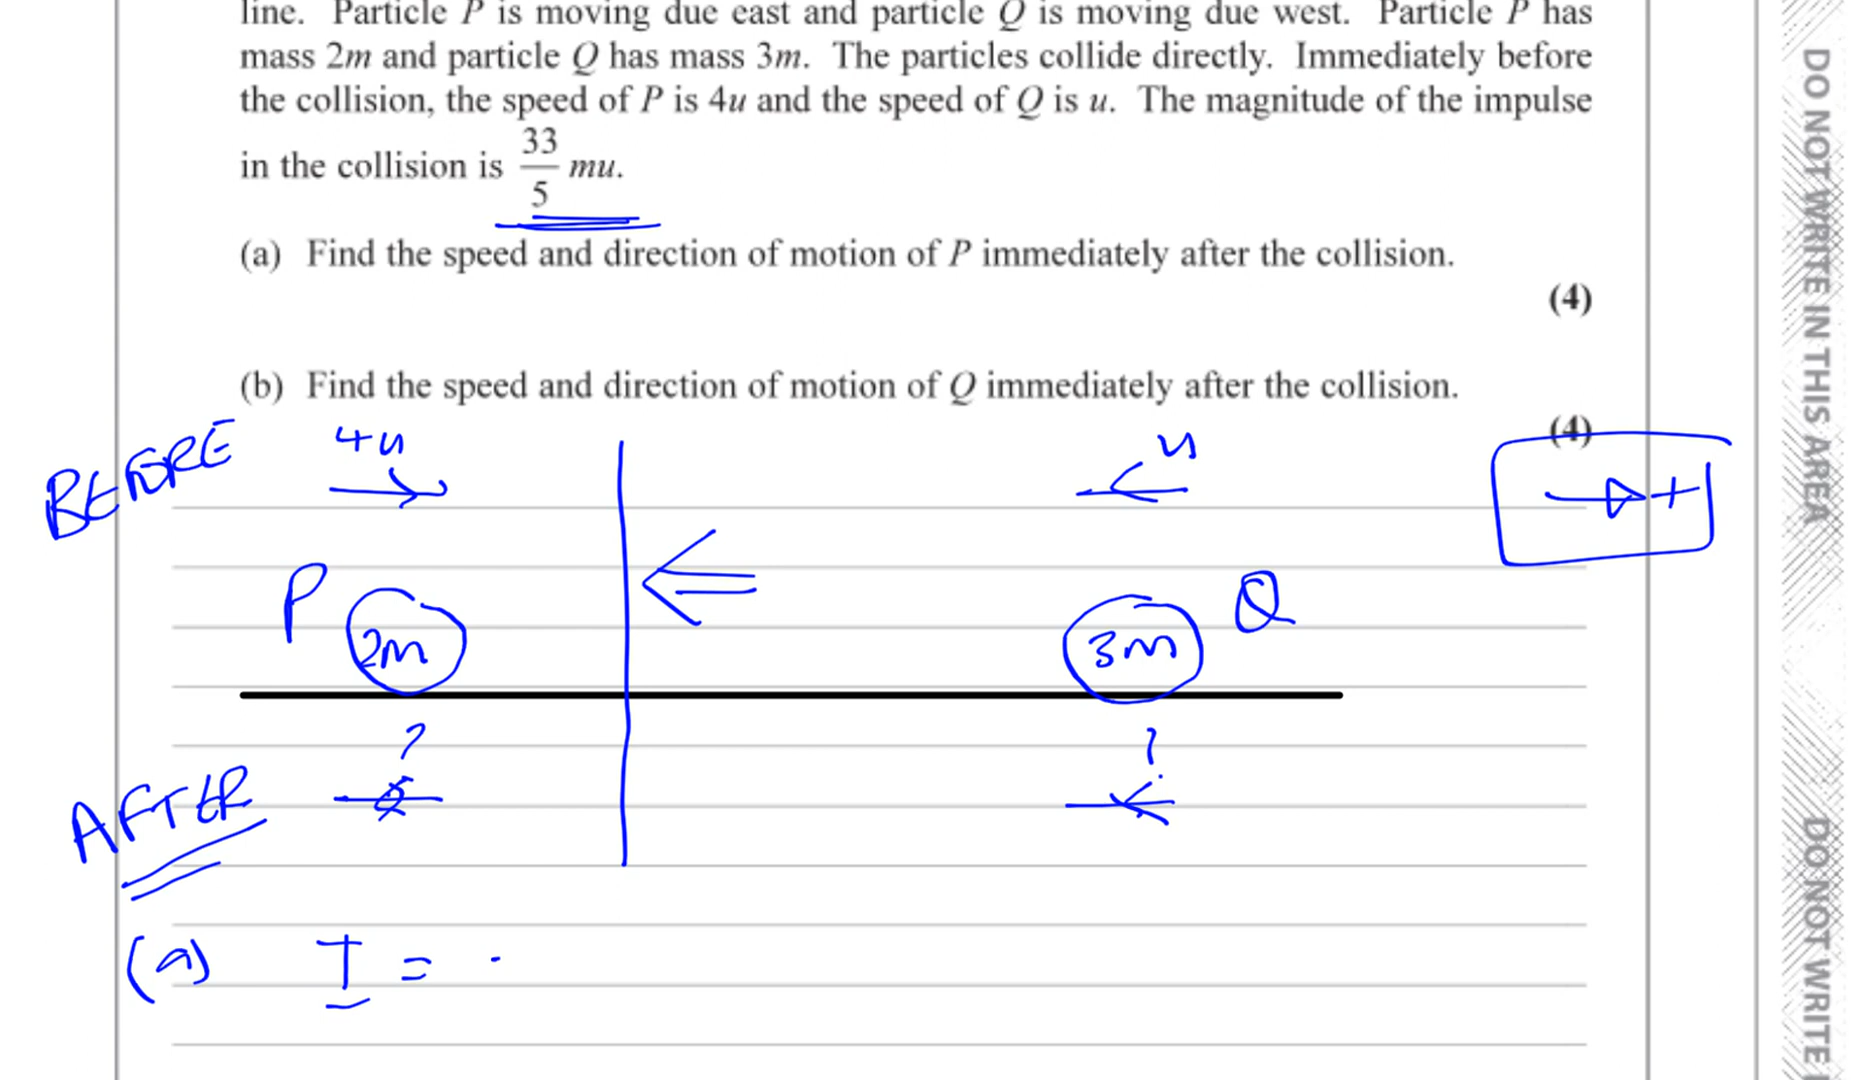 line. Particle P is moving due east and particle Q is moving due west. Particle P has
mass 2m and particle Q has mass 3m. The particles collide directly. Immediately before
the collision, the speed of P is 4u and the speed of Q is u. The magnitude of the impulse
in the collision is 33/5 mu.
(a) Find the speed and direction of motion of P immediately after the collision.
(4)
(b) Find the speed and direction of motion of Q immediately after the collision.
(4)
BEFORE 4u u +
P 2m 3m Q
? ?
AFTER
(a) I = -
DO NOT WRITE IN THIS AREA
DO NOT WRITE I